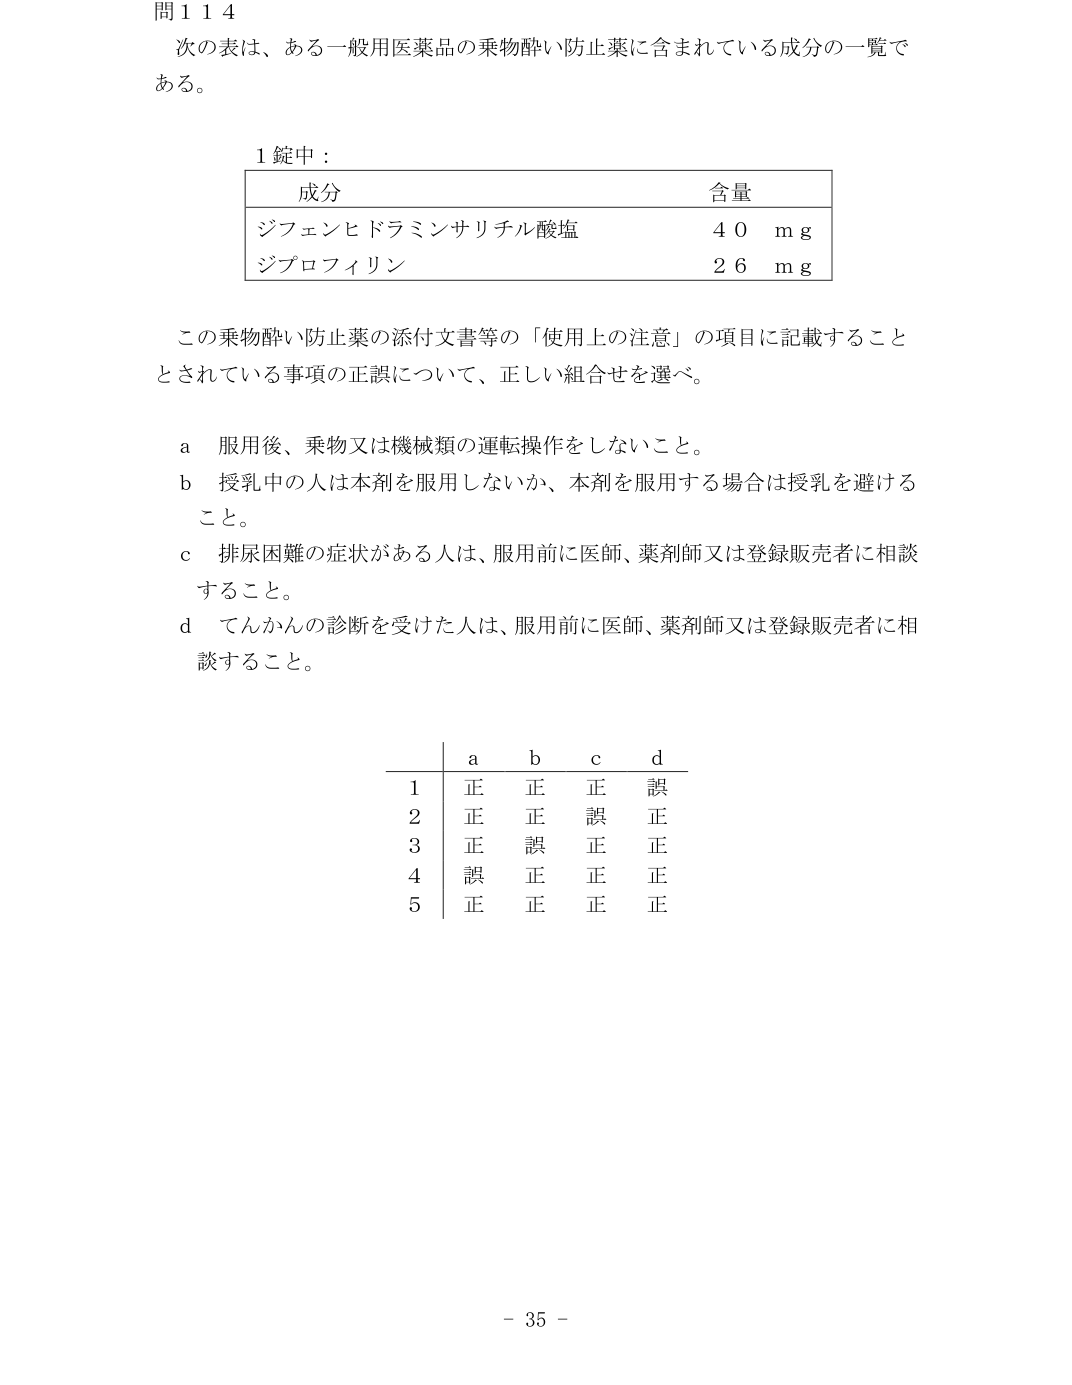 問１１４
次の表は、ある一般用医薬品の乗物酔い防止薬に含まれている成分の一覧で
ある。
１錠中：
成分 含量
ジフェンヒドラミンサリチル酸塩 ４０ ｍｇ
ジプロフィリン ２６ ｍｇ
この乗物酔い防止薬の添付文書等の「使用上の注意」の項目に記載すること
とされている事項の正誤について、正しい組合せを選べ。
ａ 服用後、乗物又は機械類の運転操作をしないこと。
ｂ 授乳中の人は本剤を服用しないか、本剤を服用する場合は授乳を避ける
こと。
ｃ 排尿困難の症状がある人は、服用前に医師、薬剤師又は登録販売者に相談
すること。
ｄ てんかんの診断を受けた人は、服用前に医師、薬剤師又は登録販売者に相
談すること。
ａ ｂ ｃ ｄ
１ 正 正 正 誤
２ 正 正 誤 正
３ 正 誤 正 正
４ 誤 正 正 正
５ 正 正 正 正
- 35 -